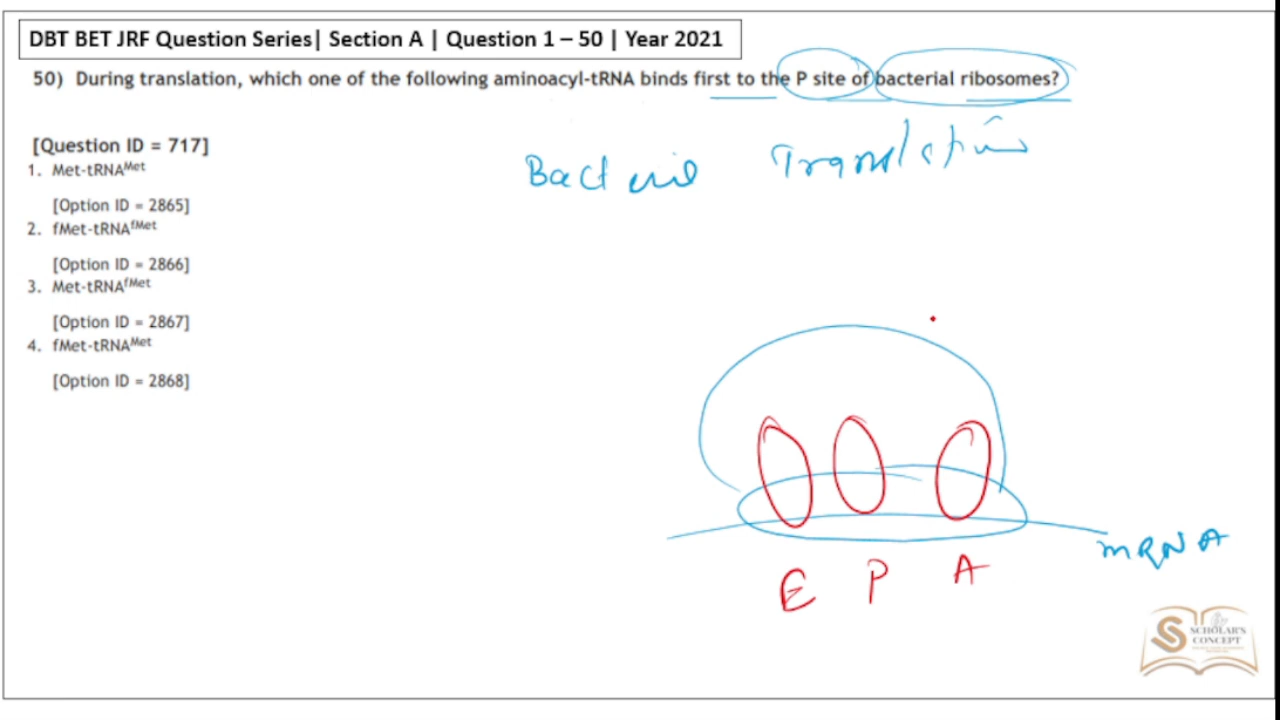 DBT BET JRF Question Series| Section A | Question 1 – 50 | Year 2021
50) During translation, which one of the following aminoacyl-tRNA binds first to the P site of bacterial ribosomes?
[Question ID = 717]
1. Met-tRNAᴹᵉᵗ
[Option ID = 2865]
2. fMet-tRNAᶠᴹᵉᵗ
[Option ID = 2866]
3. Met-tRNAᶠᴹᵉᵗ
[Option ID = 2867]
4. fMet-tRNAᴹᵉᵗ
[Option ID = 2868]
Translation
mRNA
E P A
SCHOLAR'S
CONCEPT